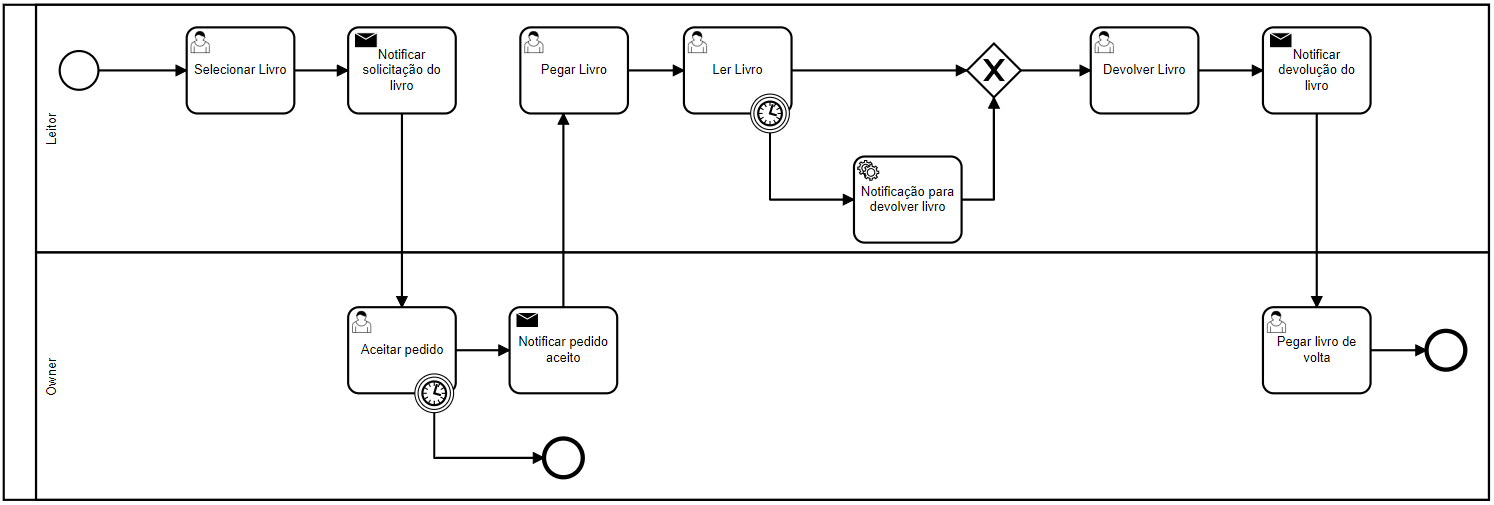 Leitor
Selecionar Livro
Notificar
solicitação do
livro
Pegar Livro
Ler Livro
Notificação para
devolver livro
Devolver Livro
Notificar
devolução do
livro
Owner
Aceitar pedido
Notificar pedido
aceito
Pegar livro de
volta